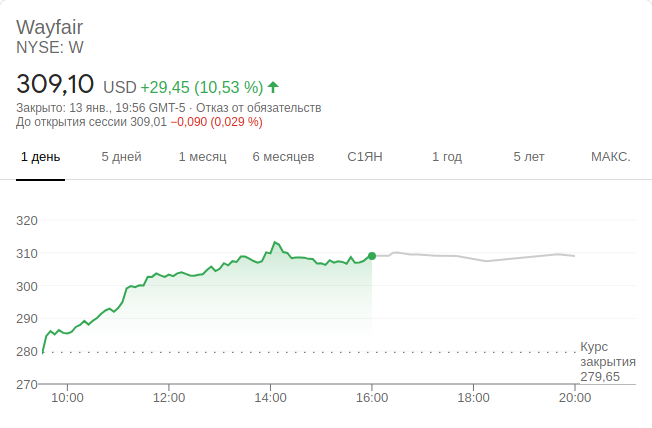 Wayfair
NYSE: W
309,10 USD +29,45 (10,53 %)
Закрыто: 13 янв., 19:56 GMT-5 · Отказ от обязательств
До открытия сессии 309,01 −0,090 (0,029 %)
1 день 5 дней 1 месяц 6 месяцев С1ЯН 1 год 5 лет МАКС.
320
310
300
290
280
Курс
закрытия
279,65
270
10:00 12:00 14:00 16:00 18:00 20:00